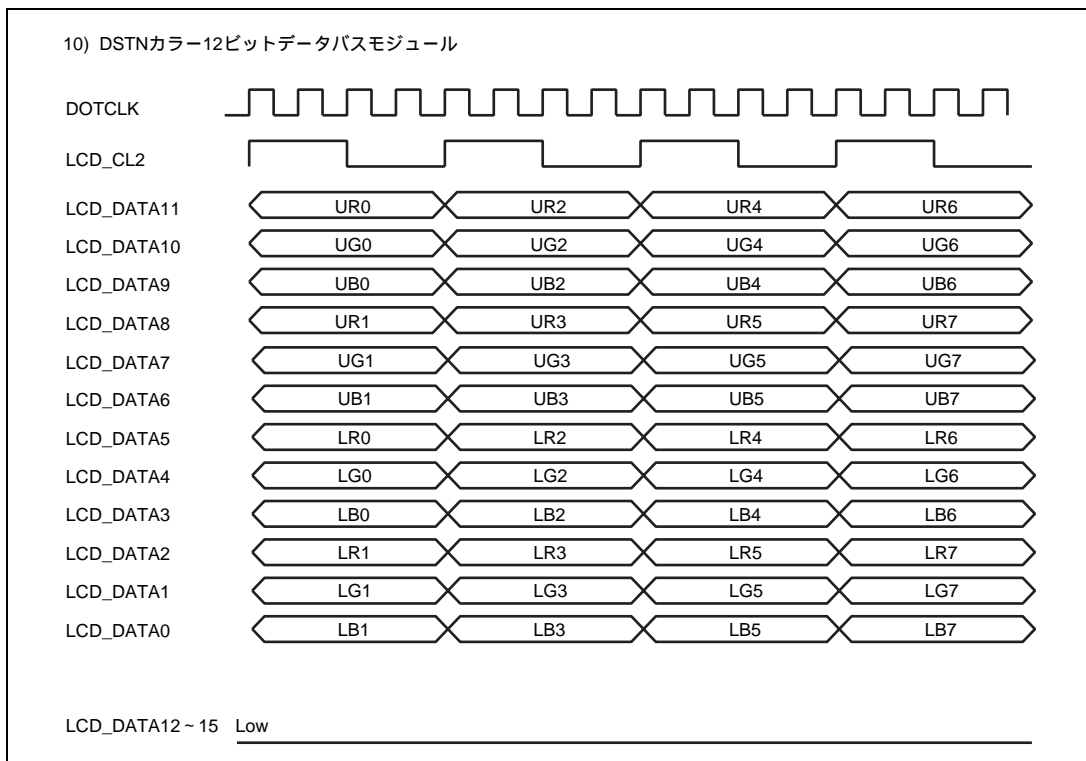 10) DSTNカラー12ビットデータバスモジュール
DOTCLK
LCD_CL2
LCD_DATA11 UR0 UR2 UR4 UR6
LCD_DATA10 UG0 UG2 UG4 UG6
LCD_DATA9 UB0 UB2 UB4 UB6
LCD_DATA8 UR1 UR3 UR5 UR7
LCD_DATA7 UG1 UG3 UG5 UG7
LCD_DATA6 UB1 UB3 UB5 UB7
LCD_DATA5 LR0 LR2 LR4 LR6
LCD_DATA4 LG0 LG2 LG4 LG6
LCD_DATA3 LB0 LB2 LB4 LB6
LCD_DATA2 LR1 LR3 LR5 LR7
LCD_DATA1 LG1 LG3 LG5 LG7
LCD_DATA0 LB1 LB3 LB5 LB7
LCD_DATA12~15 Low